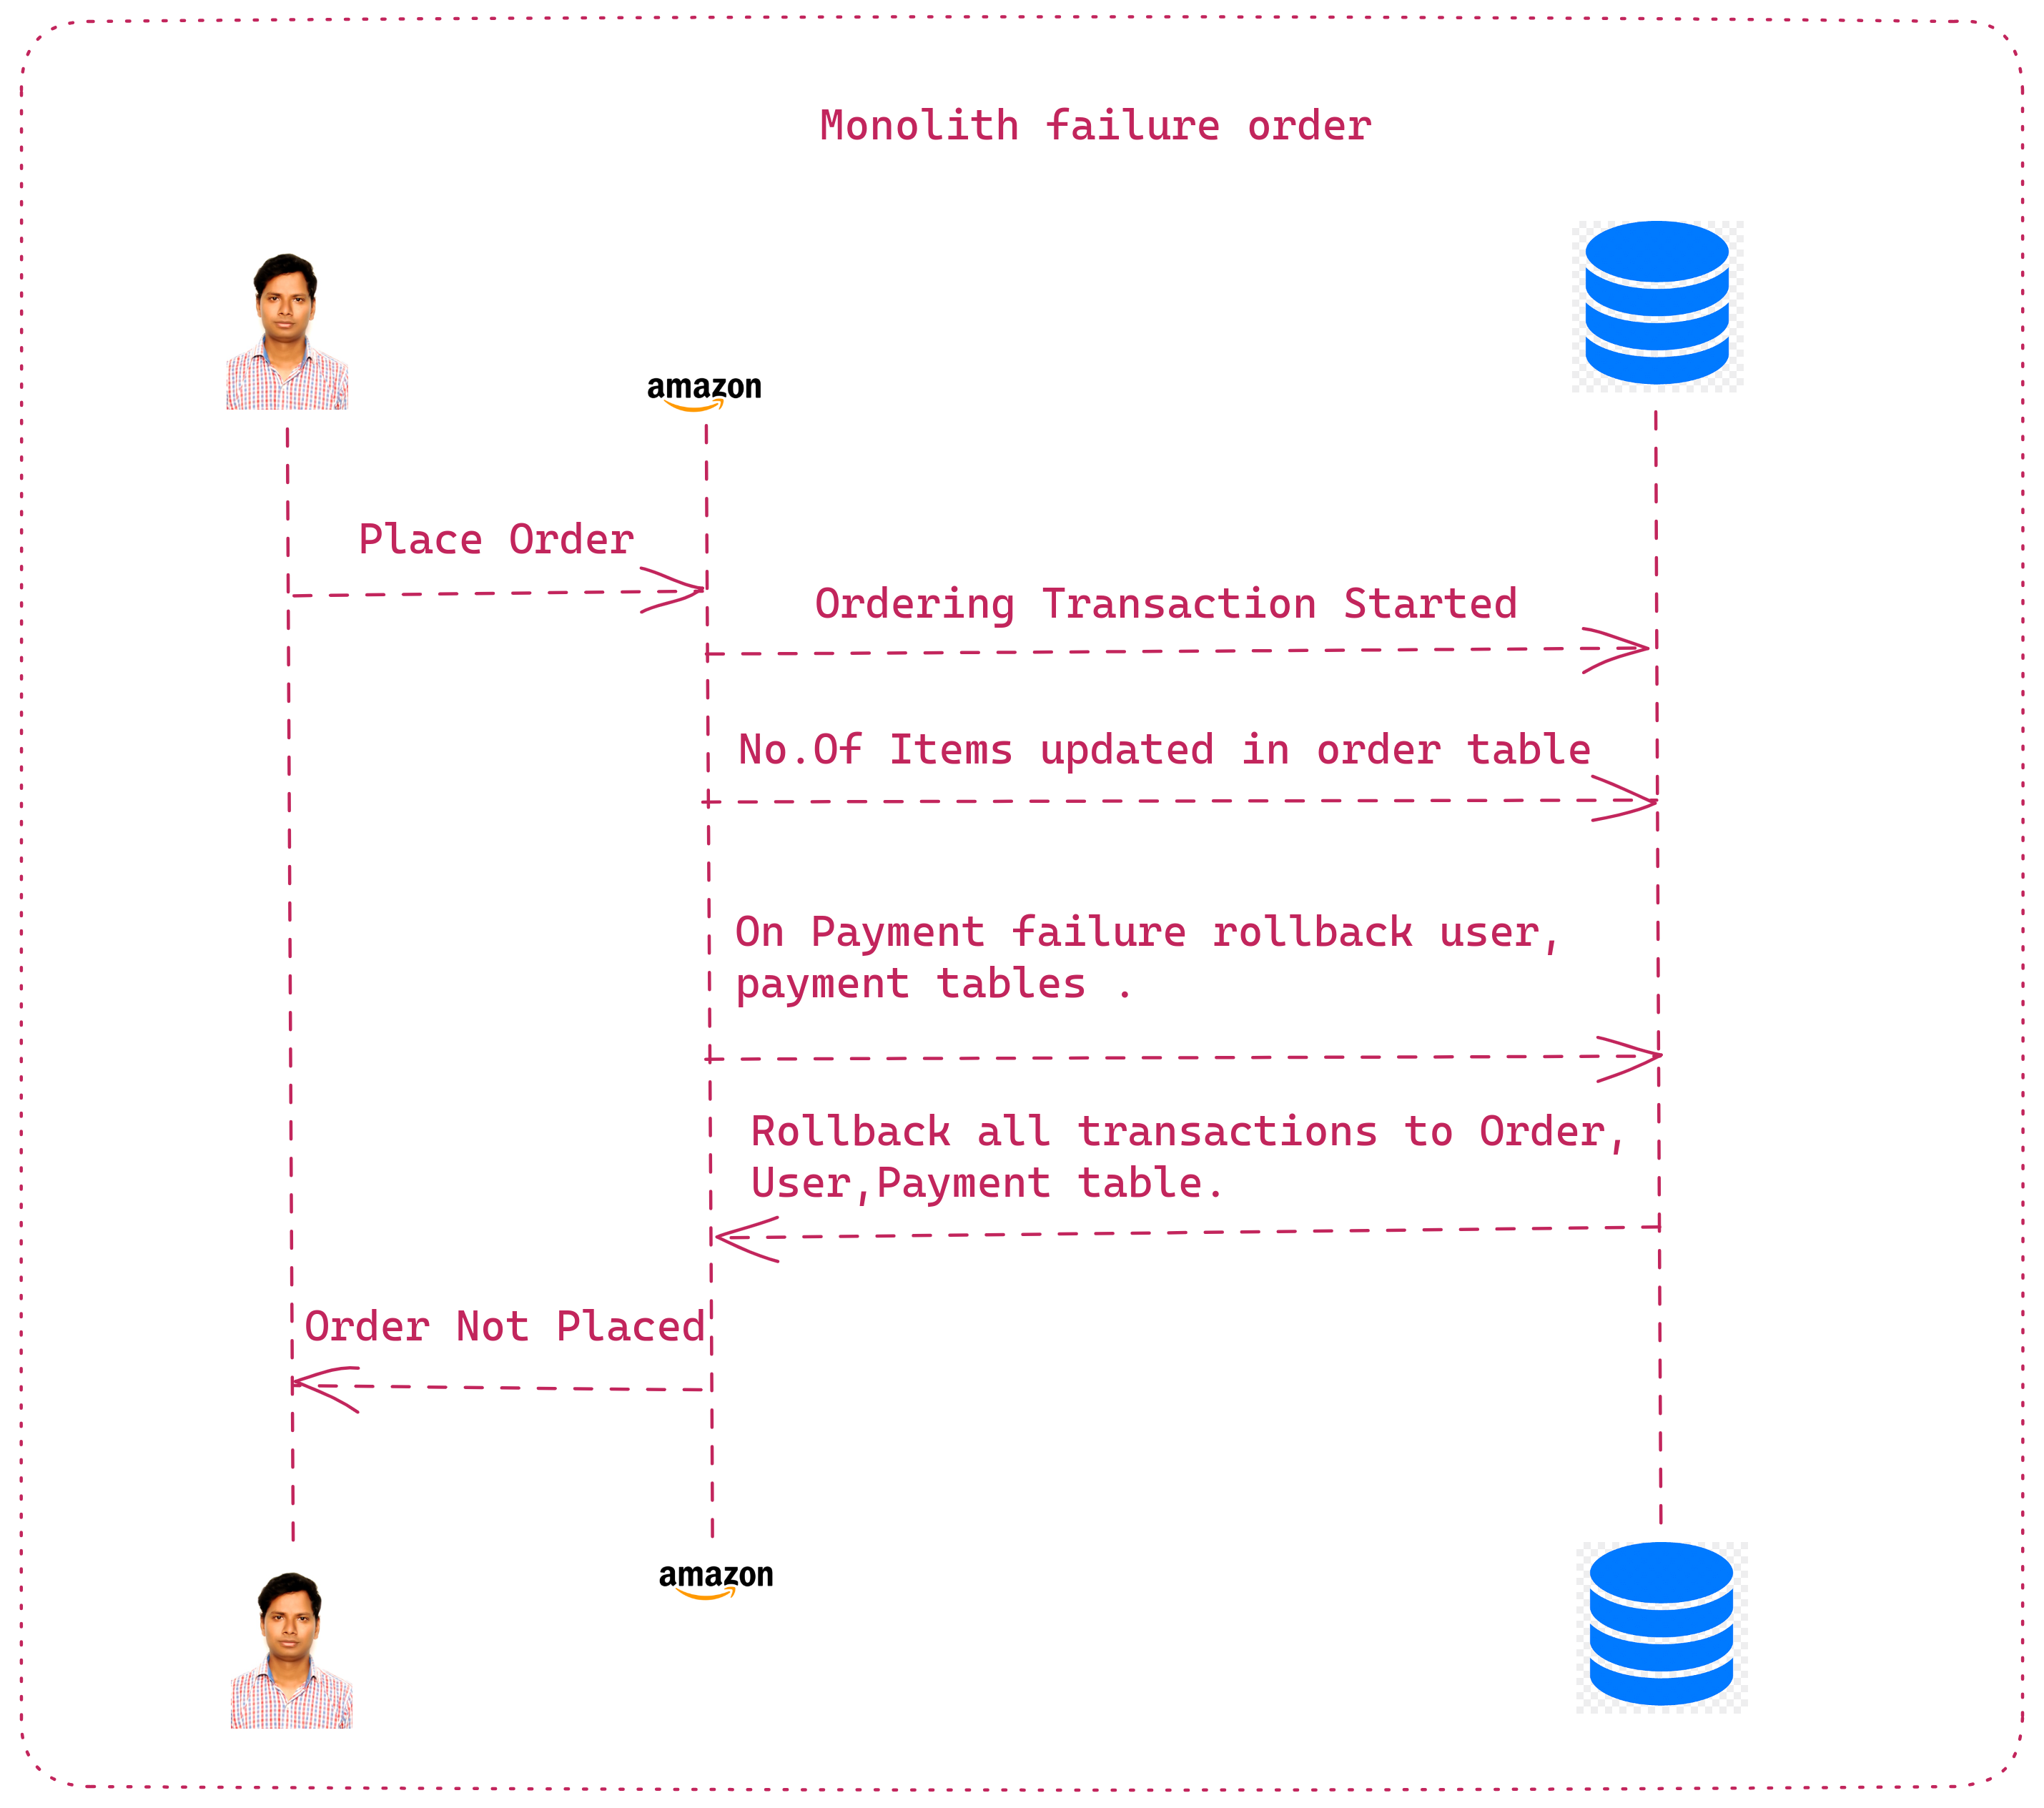 Monolith failure order
amazon
Place Order
Ordering Transaction Started
No.Of Items updated in order table
On Payment failure rollback user,
payment tables .
Rollback all transactions to Order,
User,Payment table.
Order Not Placed
amazon